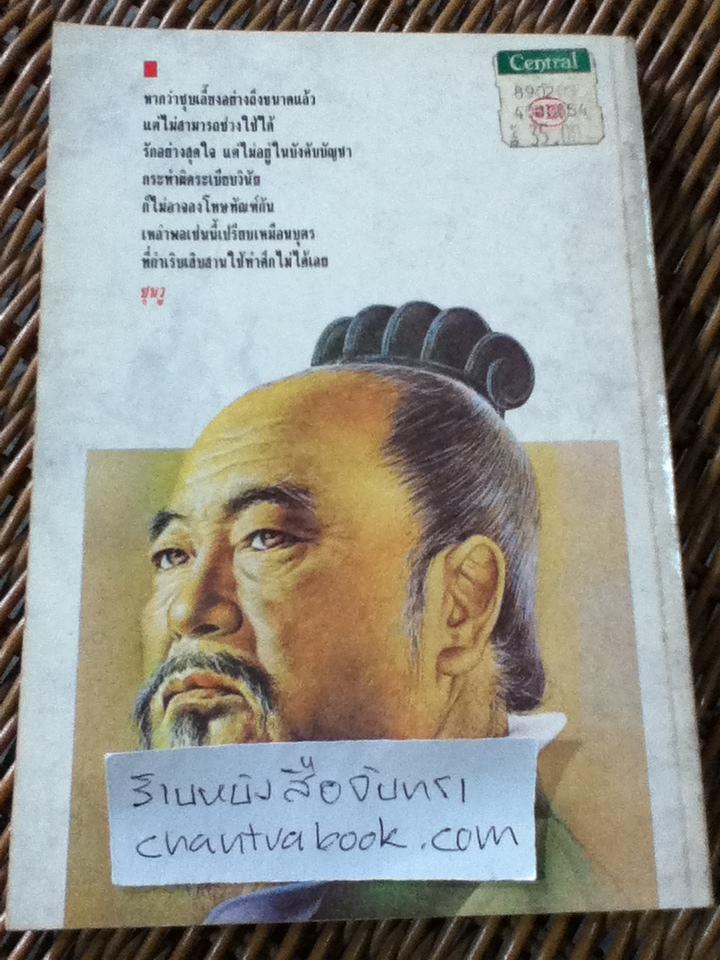 หากว่าชุบเลี้ยงอย่างถึงขนาดแล้ว
แต่ไม่สามารถช่วงใช้ได้
รักอย่างสุดใจ แต่ไม่อยู่ในบังคับบัญชา
กระทำผิดระเบียบวินัย
ก็ไม่อาจลงโทษทัณฑ์กัน
เหล่าพลเช่นนี้เปรียบเหมือนบุตร
ที่กำเริบเสิบสานใช้ทำศึกไม่ได้เลย
ซุนวู
Central
35.00
ร้านหนังสือจันทรา
chantrabook.com